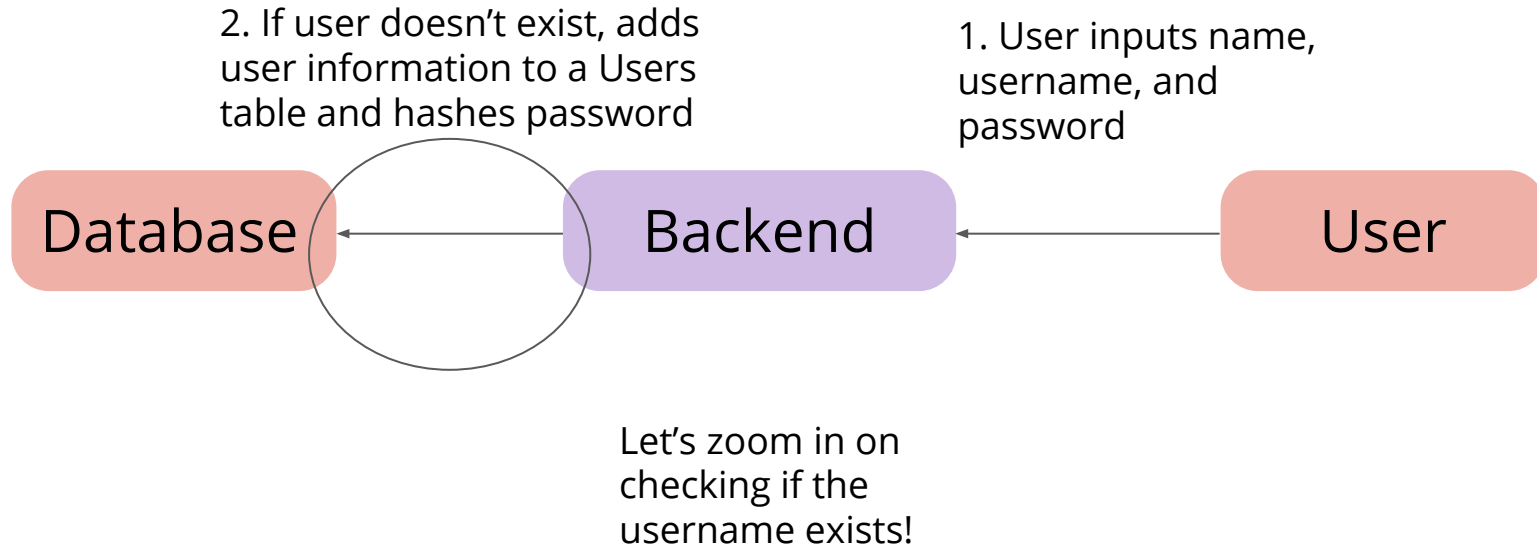 2. If user doesn’t exist, adds
user information to a Users
table and hashes password
1. User inputs name,
username, and
password
Database
Backend
User
Let’s zoom in on
checking if the
username exists!